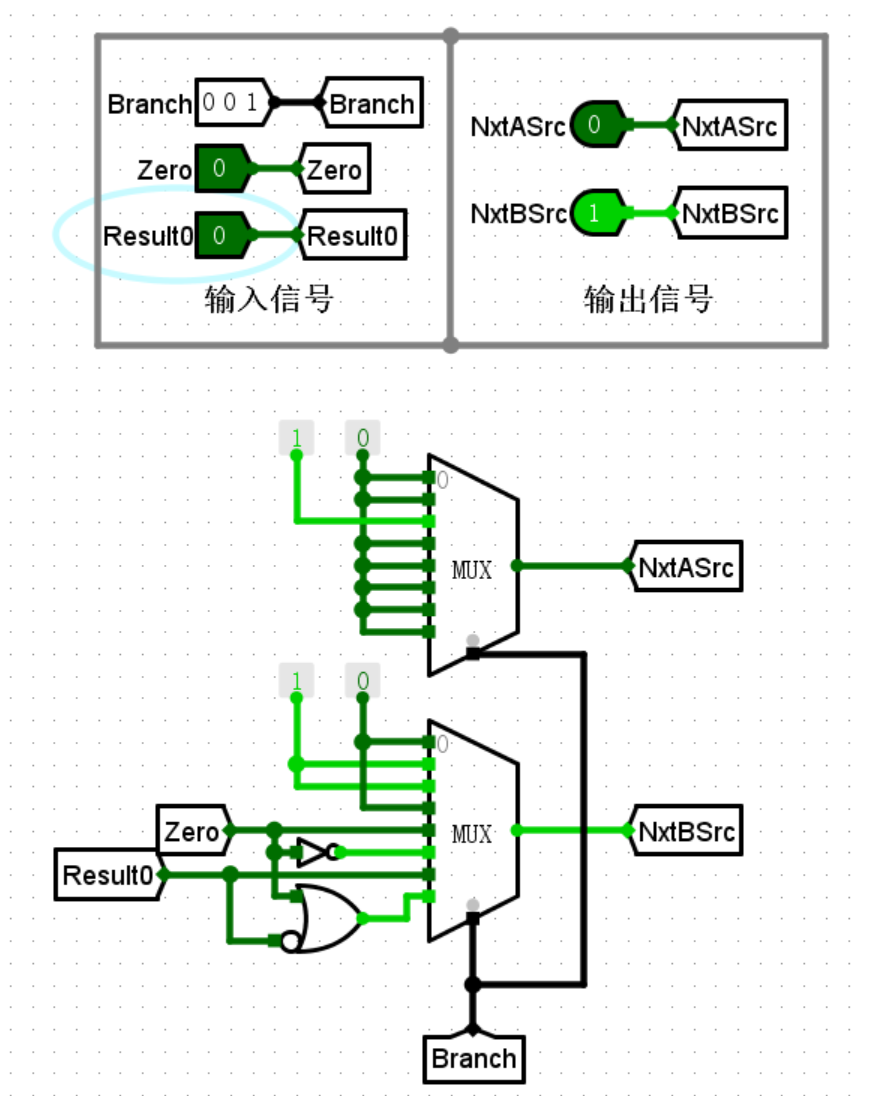 Branch 0 0 1 Branch
Zero 0 Zero
Result0 0 Result0
输入信号
NxtASrc 0 NxtASrc
NxtBSrc 1 NxtBSrc
输出信号
1 0
0
MUX
NxtASrc
1 0
0
Zero
MUX
NxtBSrc
Result0
Branch